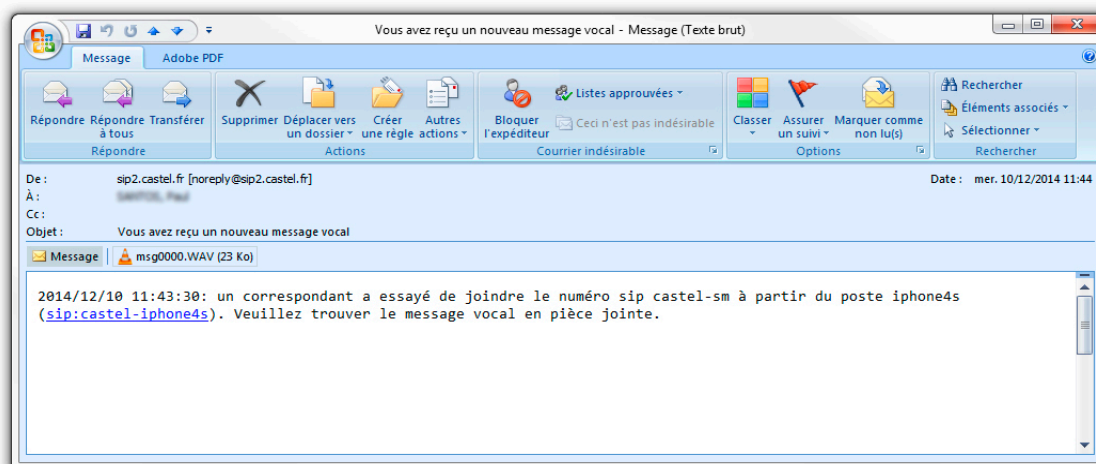 Vous avez reçu un nouveau message vocal - Message (Texte brut)
Message Adobe PDF
Répondre Répondre à tous Transférer
Répondre
Supprimer Déplacer vers un dossier Créer une règle Autres actions
Actions
Bloquer l'expéditeur Listes approuvées
Ceci n'est pas indésirable
Courrier indésirable
Classer Assurer un suivi Marquer comme non lu(s)
Options
Rechercher
Éléments associés
Sélectionner
Rechercher
De : sip2.castel.fr [noreply@sip2.castel.fr] Date : mer. 10/12/2014 11:44
À :
Cc :
Objet : Vous avez reçu un nouveau message vocal
Message msg0000.WAV (23 Ko)
2014/12/10 11:43:30: un correspondant a essayé de joindre le numéro sip castel-sm à partir du poste iphone4s
(sip:castel-iphone4s). Veuillez trouver le message vocal en pièce jointe.